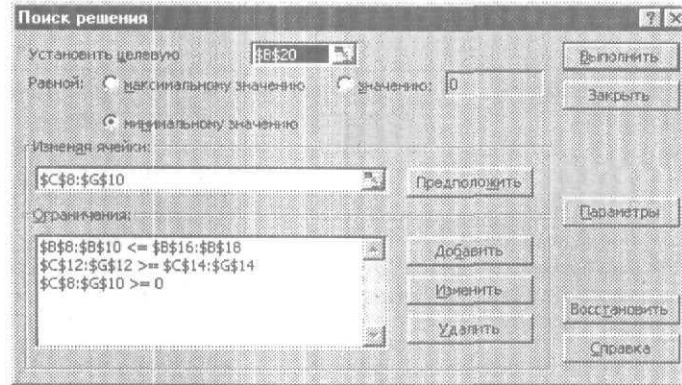 Поиск решения
Установить целевую $B$20 Выполнить
Равной: максимальному значению значению: 0 Закрыть
минимальному значению
Изменяя ячейки:
$C$8:$G$10 Предположить
Ограничения: Параметры
$B$8:$B$10 <= $B$16:$B$18 Добавить
$C$12:$G$12 >= $C$14:$G$14
$C$8:$G$10 >= 0 Изменить
Восстановить
Удалить
Справка